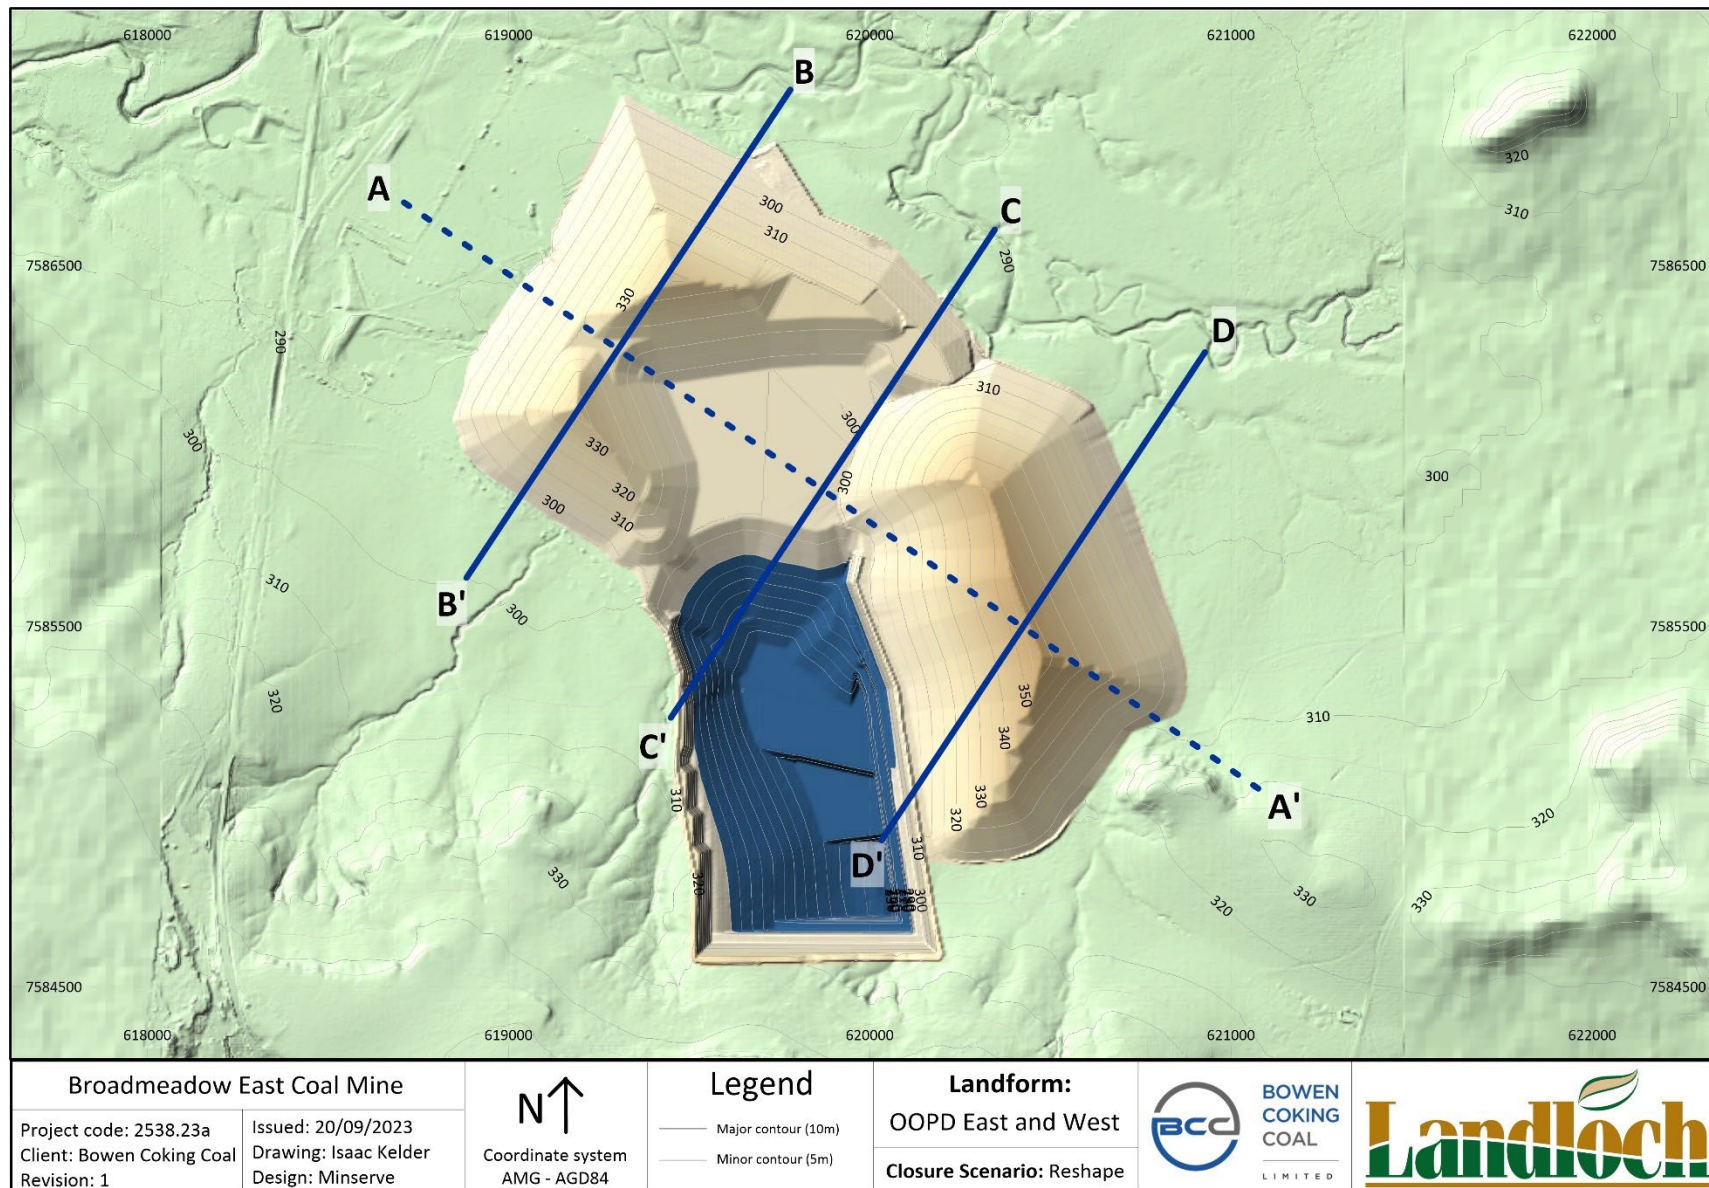 618000 619000 620000 621000 622000
B
320
A
300
C
310
310
7586500 290 7586500
330
290
D
310
300
300 330
300
300
320
300
310
310
B' 300
7585500 7585500
320
350
310
C' 340
310 330
320
320
A'
D' 310
330 320
300
320 330 330
7584500 7584500
618000 619000 620000 621000 622000
Broadmeadow East Coal Mine
Project code: 2538.23a
Client: Bowen Coking Coal
Revision: 1
Issued: 20/09/2023
Drawing: Isaac Kelder
Design: Minserve
N
Coordinate system
AMG - AGD84
Legend
Major contour (10m)
Minor contour (5m)
Landform:
OOPD East and West
Closure Scenario: Reshape
BCC
BOWEN
COKING
COAL
LIMITED
Landloch